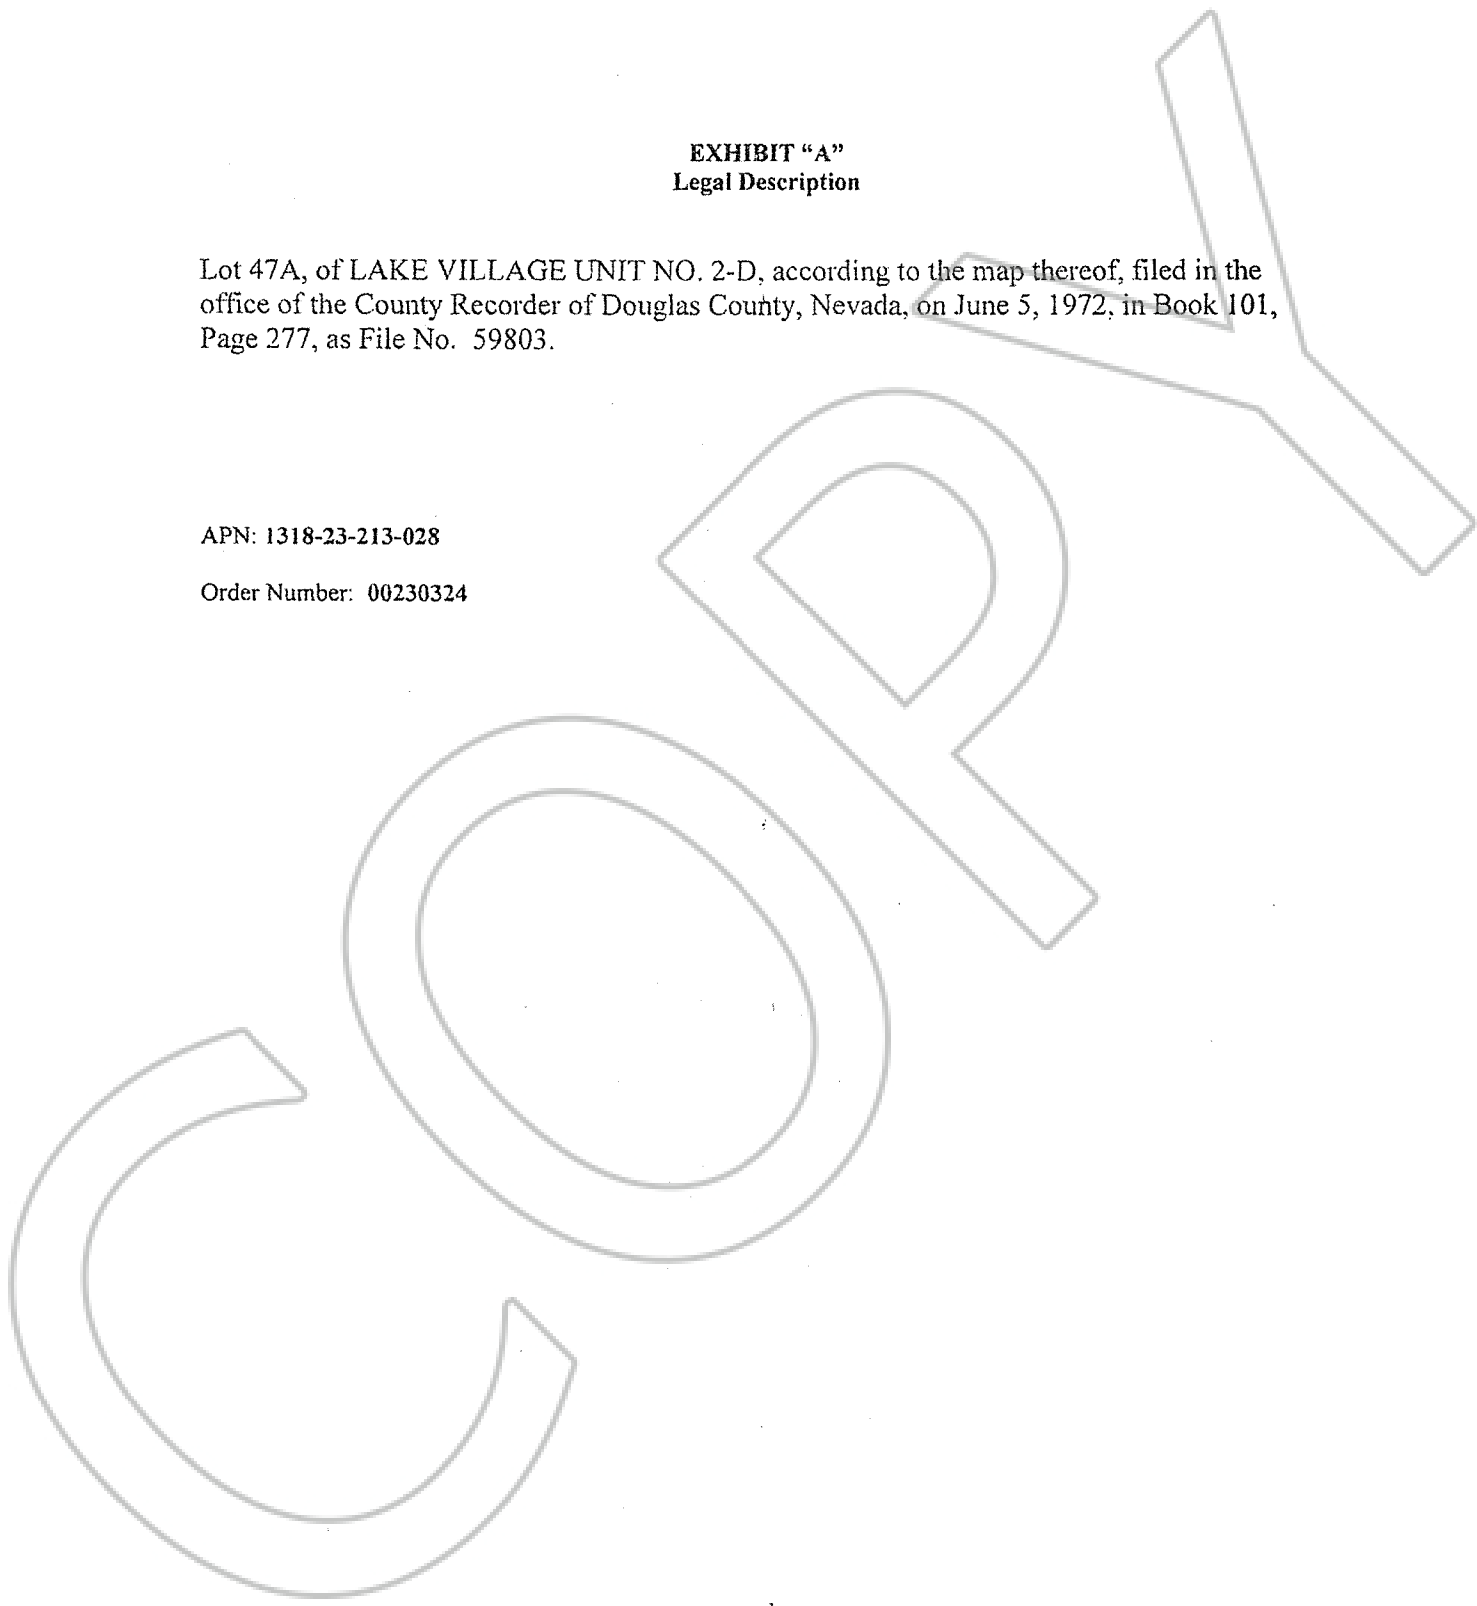 EXHIBIT “A”
Legal Description
Lot 47A, of LAKE VILLAGE UNIT NO. 2-D, according to the map thereof, filed in the
office of the County Recorder of Douglas County, Nevada, on June 5, 1972, in Book 101,
Page 277, as File No. 59803.
APN: 1318-23-213-028
Order Number: 00230324
COPY